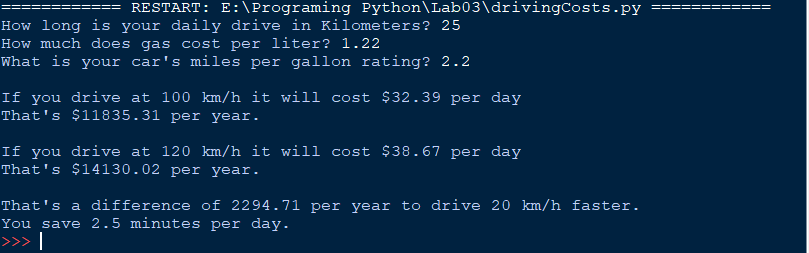 ============ RESTART: E:\Programing Python\Lab03\drivingCosts.py ============
How long is your daily drive in Kilometers? 25
How much does gas cost per liter? 1.22
What is your car's miles per gallon rating? 2.2
If you drive at 100 km/h it will cost $32.39 per day
That's $11835.31 per year.
If you drive at 120 km/h it will cost $38.67 per day
That's $14130.02 per year.
That's a difference of 2294.71 per year to drive 20 km/h faster.
You save 2.5 minutes per day.
>>>